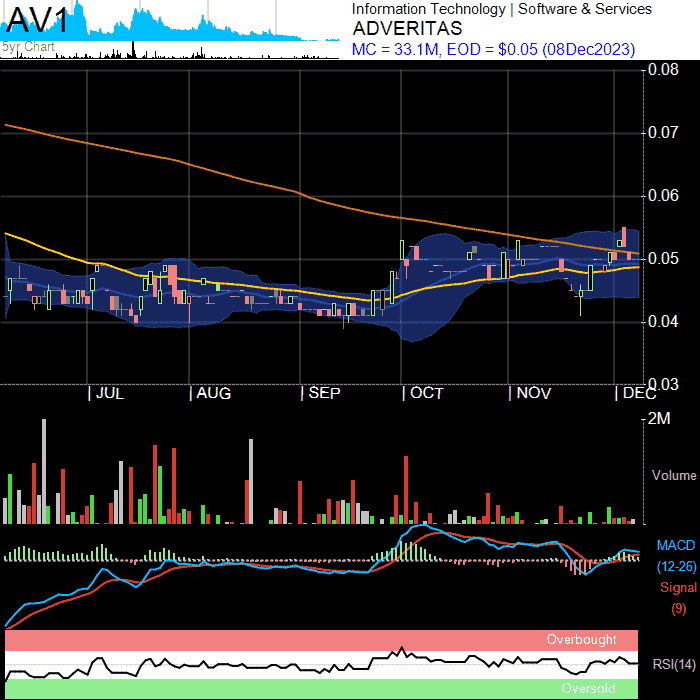 AV1
5yr Chart
Information Technology | Software & Services
ADVERITAS
MC = 33.1M, EOD = $0.05 (08Dec2023)
0.08
0.07
0.06
0.05
0.04
0.03
| JUL | AUG | SEP | OCT | NOV | DEC
2M
Volume
MACD
(12-26)
Signal
(9)
Overbought
RSI(14)
Oversold